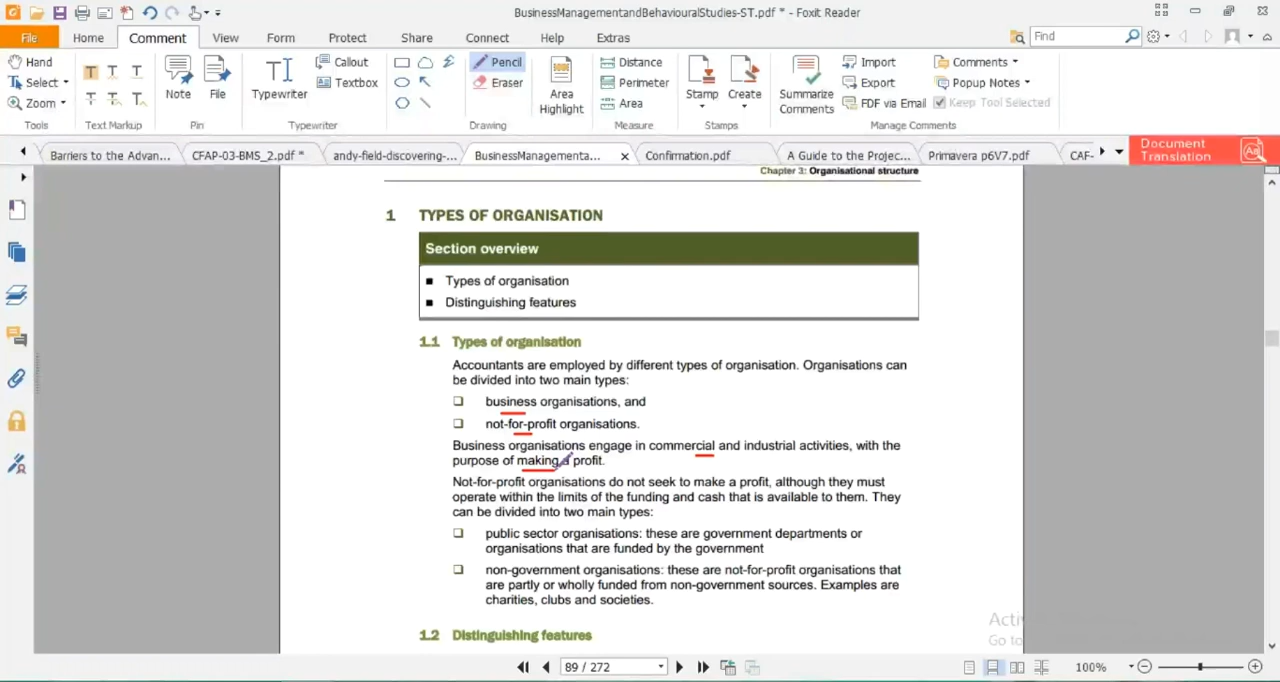 BusinessManagementandBehaviouralStudies-ST.pdf * - Foxit Reader
File Home Comment View Form Protect Share Connect Help Extras Find
Hand Select Zoom
Tools
T T T T T T
Text Markup
Note File
Pin
Typewriter Callout Textbox
Typewriter
Pencil Eraser Area Highlight
Drawing
Distance Perimeter Area
Measure
Stamp Create
Stamps
Summarize Comments Import Export FDF via Email Comments Popup Notes Keep Tool Selected
Manage Comments
Barriers to the Advan... CFAP-03-BMS_2.pdf * andy-field-discovering-... BusinessManagementa... Confirmation.pdf A Guide to the Projec... Primavera p6V7.pdf CAF-
Document Translation
Chapter 3: Organisational structure
1 TYPES OF ORGANISATION
Section overview
Types of organisation
Distinguishing features
1.1 Types of organisation
Accountants are employed by different types of organisation. Organisations can
be divided into two main types:
business organisations, and
not-for-profit organisations.
Business organisations engage in commercial and industrial activities, with the
purpose of making a profit.
Not-for-profit organisations do not seek to make a profit, although they must
operate within the limits of the funding and cash that is available to them. They
can be divided into two main types:
public sector organisations: these are government departments or
organisations that are funded by the government
non-government organisations: these are not-for-profit organisations that
are partly or wholly funded from non-government sources. Examples are
charities, clubs and societies.
1.2 Distinguishing features
Acti
Go to
89 / 272
100%